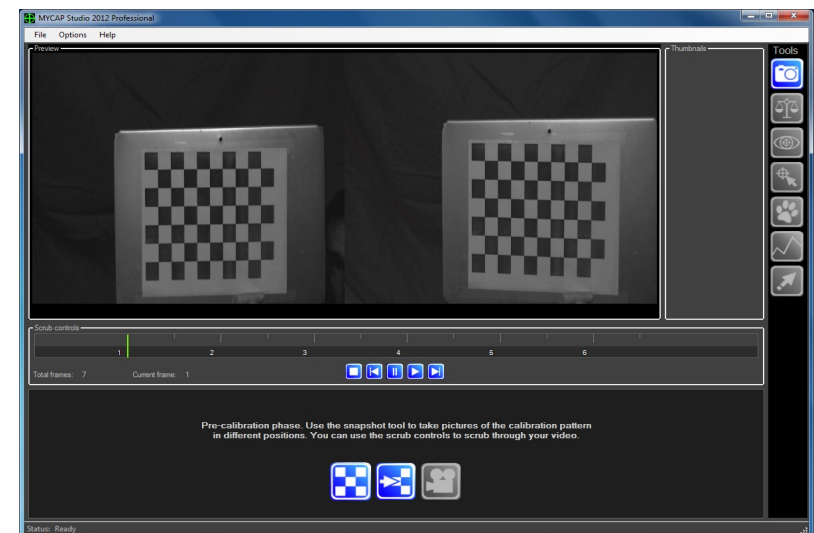 MYCAP Studio 2012 Professional
File Options Help
Preview
Thumbnails
Tools
Scrub controls
1 2 3 4 5 6
Total frames: 7 Current frame: 1
Pre-calibration phase. Use the snapshot tool to take pictures of the calibration pattern
in different positions. You can use the scrub controls to scrub through your video.
Status: Ready